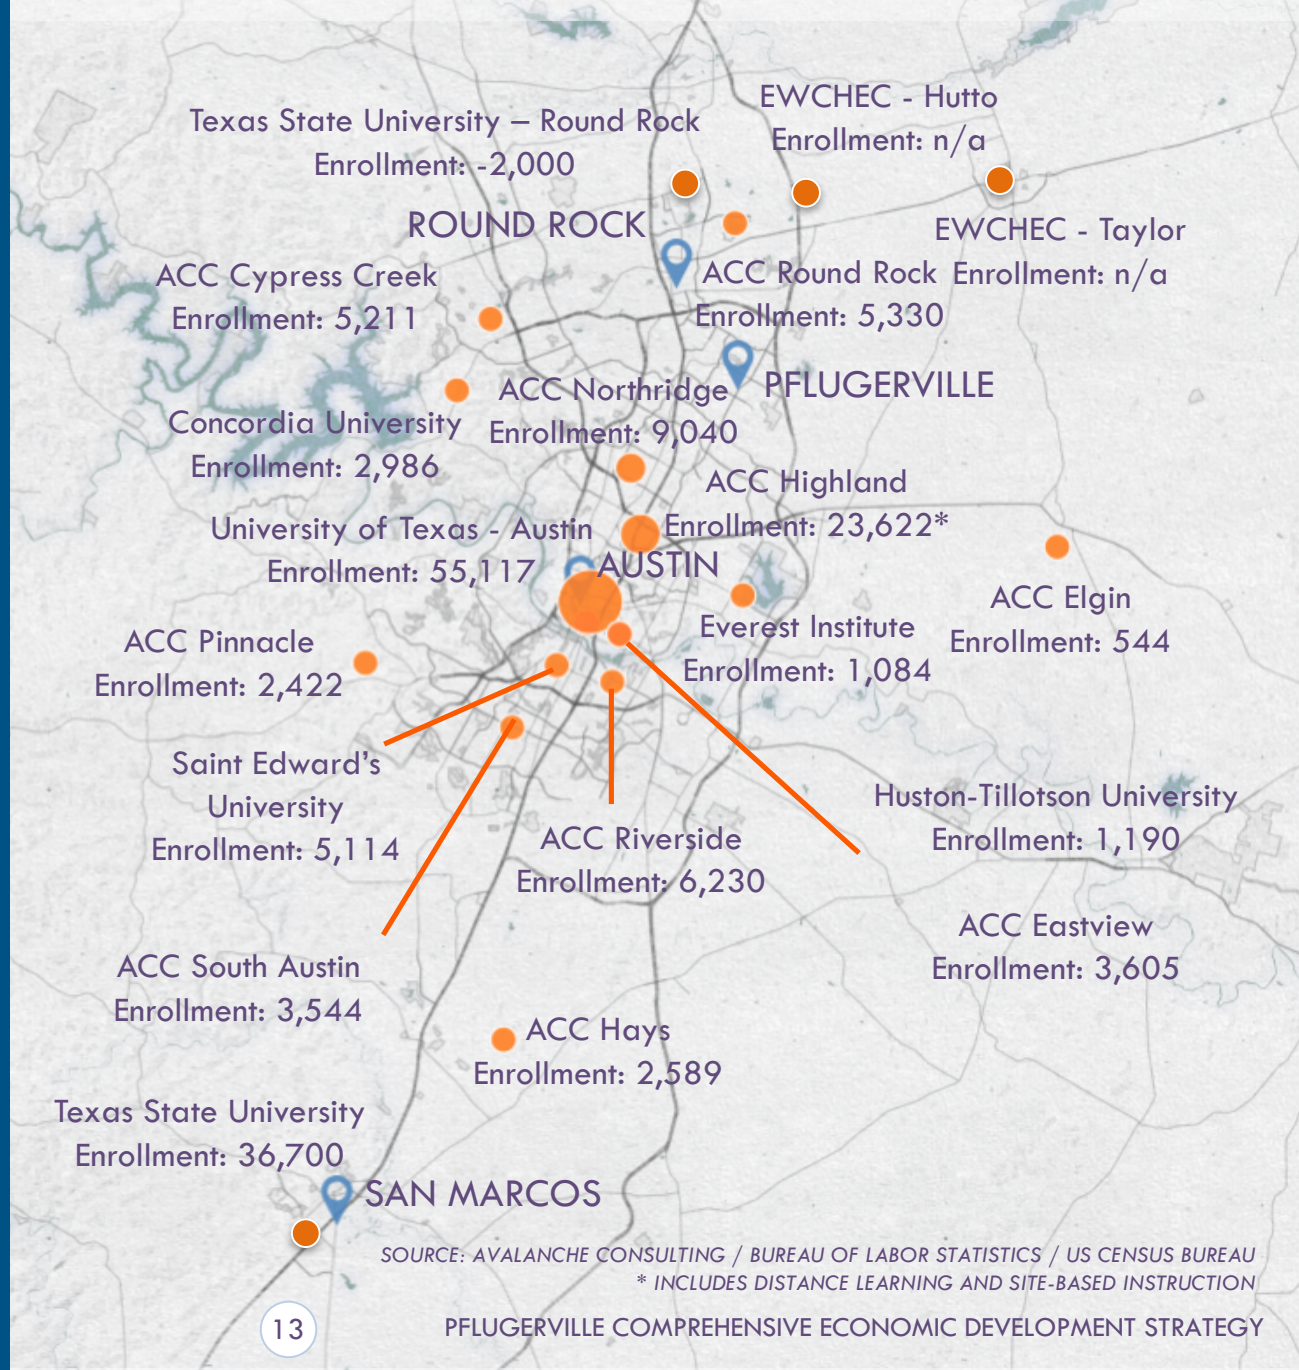 EWCHEC - Hutto
Enrollment: n/a
Texas State University – Round Rock
Enrollment: -2,000
ROUND ROCK
EWCHEC - Taylor
Enrollment: n/a
ACC Cypress Creek
Enrollment: 5,211
ACC Round Rock
Enrollment: 5,330
PFLUGERVILLE
ACC Northridge
Enrollment: 9,040
Concordia University
Enrollment: 2,986
ACC Highland
Enrollment: 23,622*
University of Texas - Austin
Enrollment: 55,117
AUSTIN
ACC Elgin
Enrollment: 544
Everest Institute
Enrollment: 1,084
ACC Pinnacle
Enrollment: 2,422
Saint Edward’s
University
Enrollment: 5,114
Huston-Tillotson University
Enrollment: 1,190
ACC Riverside
Enrollment: 6,230
ACC Eastview
Enrollment: 3,605
ACC South Austin
Enrollment: 3,544
ACC Hays
Enrollment: 2,589
Texas State University
Enrollment: 36,700
SAN MARCOS
SOURCE: AVALANCHE CONSULTING / BUREAU OF LABOR STATISTICS / US CENSUS BUREAU
* INCLUDES DISTANCE LEARNING AND SITE-BASED INSTRUCTION
13
PFLUGERVILLE COMPREHENSIVE ECONOMIC DEVELOPMENT STRATEGY